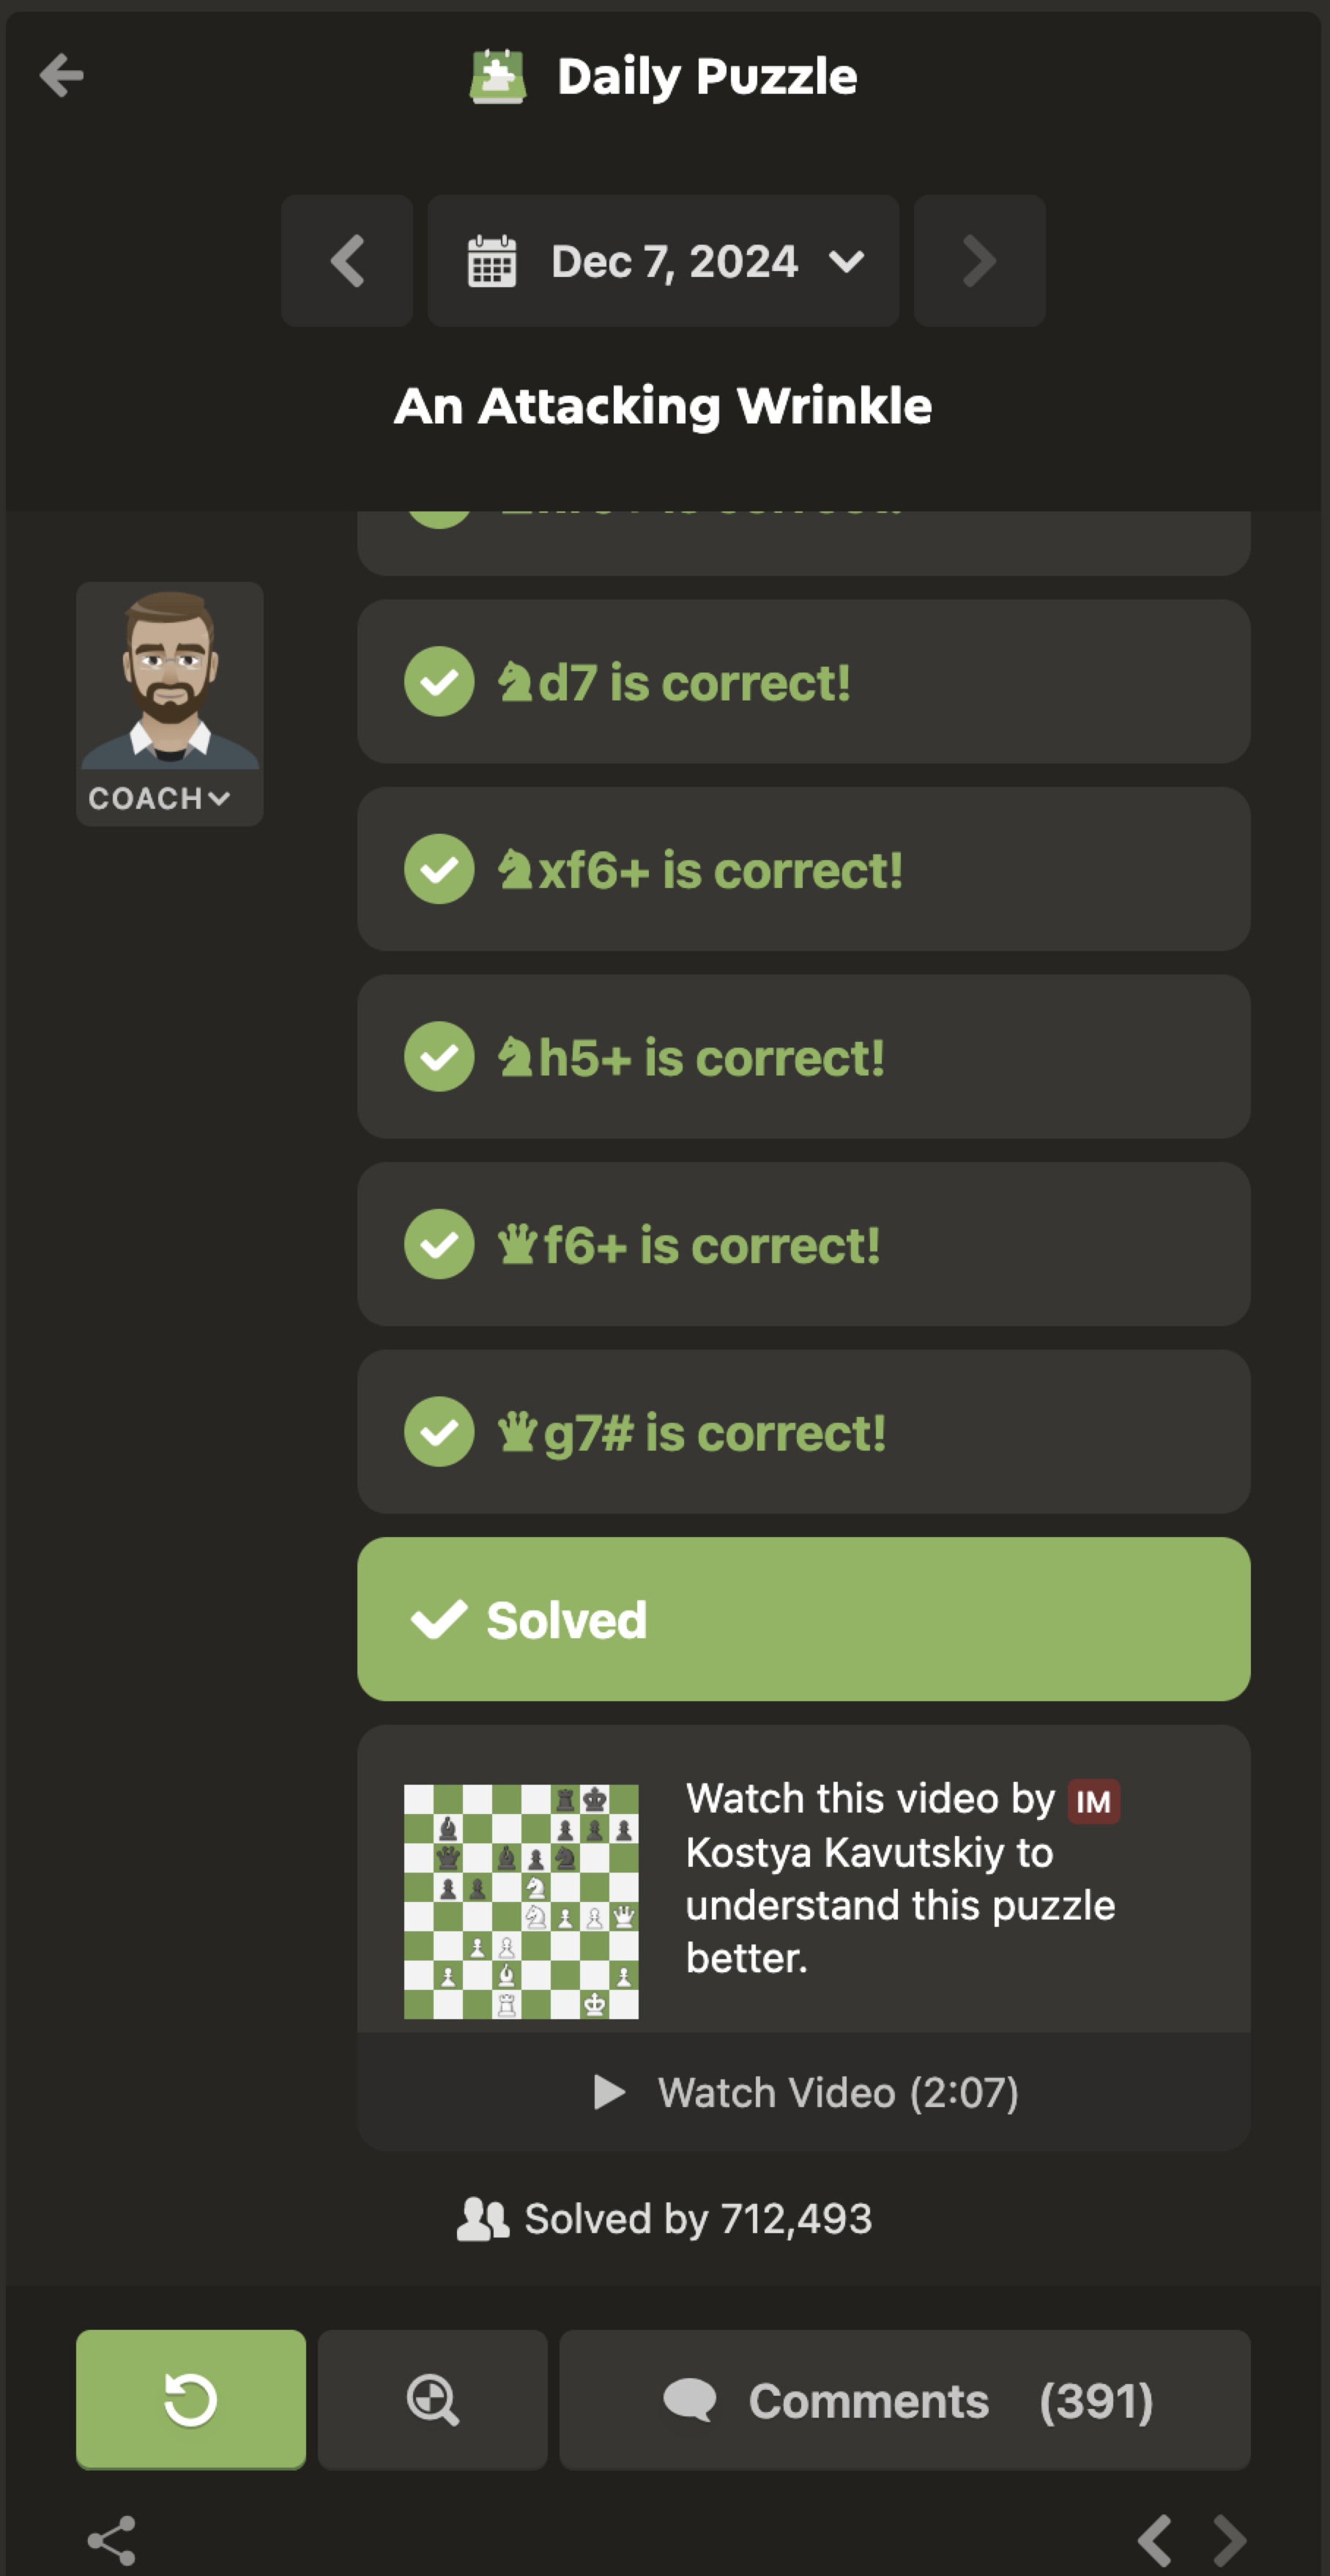 Daily Puzzle
Dec 7, 2024
An Attacking Wrinkle
COACH
♞d7 is correct!
♞xf6+ is correct!
♞h5+ is correct!
♛f6+ is correct!
♛g7# is correct!
Solved
Watch this video by IM
Kostya Kavutskiy to
understand this puzzle
better.
Watch Video (2:07)
Solved by 712,493
Comments (391)